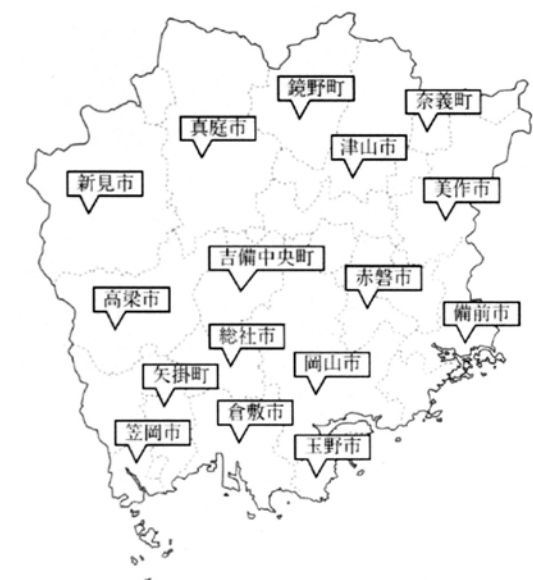 鏡野町
奈義町
真庭市
津山市
新見市
美作市
吉備中央町
赤磐市
高梁市
備前市
総社市
岡山市
矢掛町
倉敷市
笠岡市
玉野市